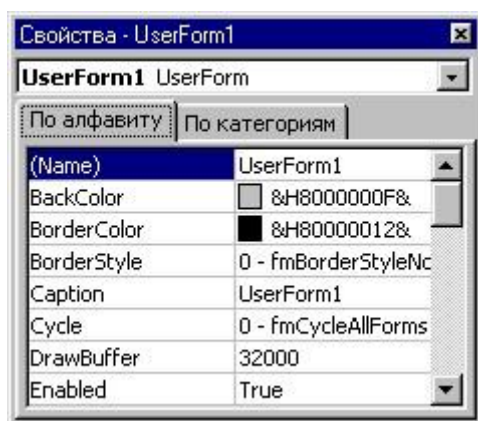 Свойства - UserForm1
UserForm1 UserForm
По алфавиту По категориям
(Name) UserForm1
BackColor &H8000000F&
BorderColor &H80000012&
BorderStyle 0 - fmBorderStyleNo
Caption UserForm1
Cycle 0 - fmCycleAllForms
DrawBuffer 32000
Enabled True